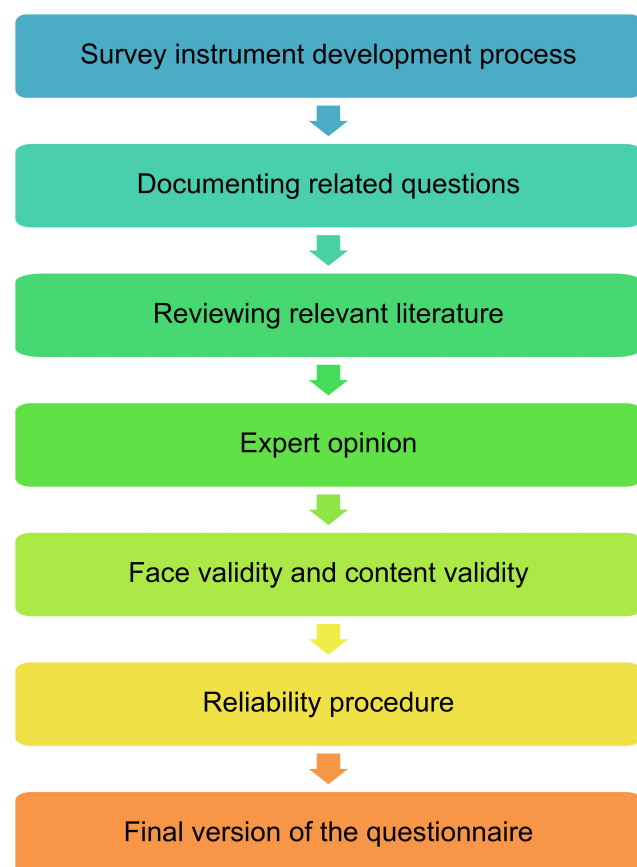 Survey instrument development process
Documenting related questions
Reviewing relevant literature
Expert opinion
Face validity and content validity
Reliability procedure
Final version of the questionnaire